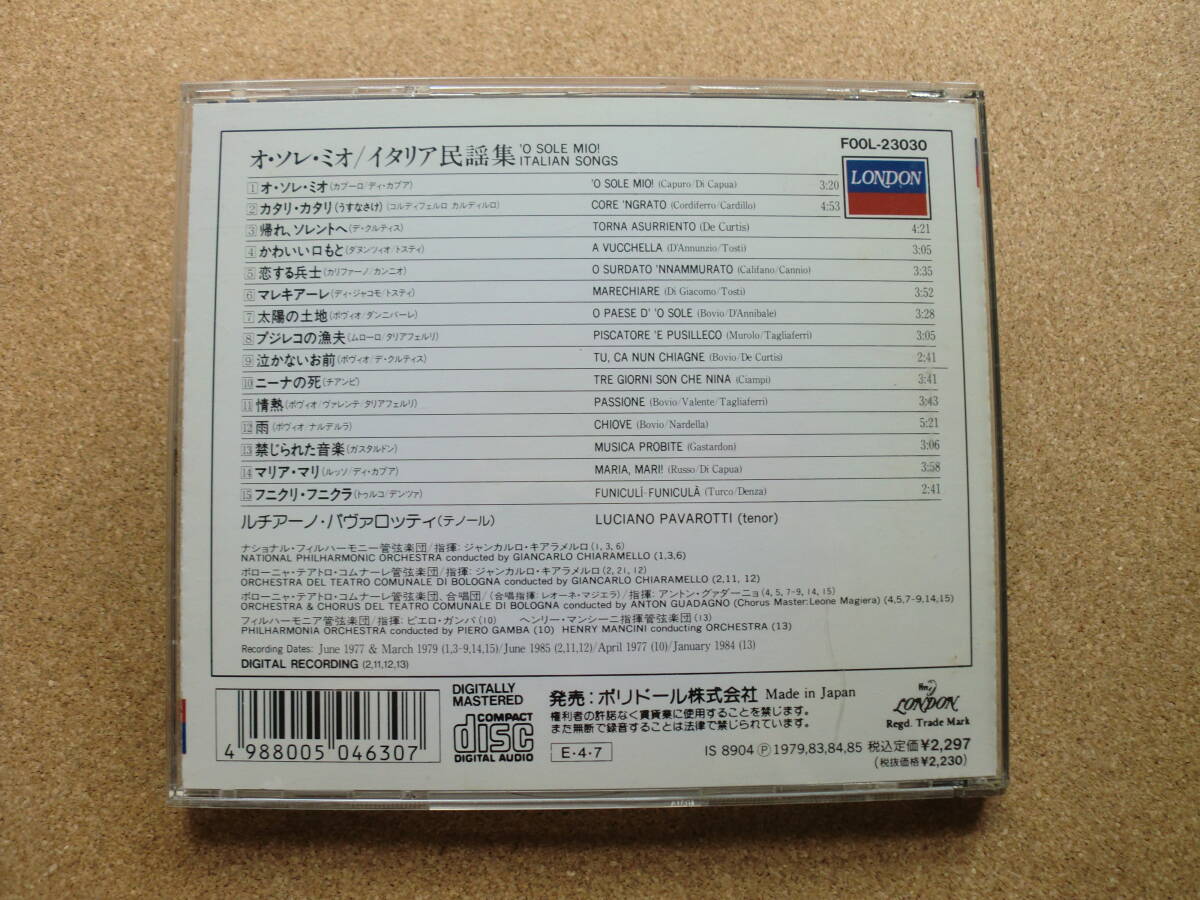 オ・ソレ・ミオ/イタリア民謡集 'O SOLE MIO! ITALIAN SONGS
FOOL-23030
LONDON
1 オ・ソレ・ミオ(カプーロ/ディ・カプア) 'O SOLE MIO! (Capuro/Di Capua) 3:20
2 カタリ・カタリ(うすなさけ)(コルディフェルロ カルディルロ) CORE 'NGRATO (Cordiferro/Cardillo) 4:53
3 帰れ、ソレントへ(デ・クルティス) TORNA ASURRIENTO (De Curtis) 4:21
4 かわいい口もと(ダヌンツィオ/トスティ) A VUCCHELLA (D'Annunzio/Tosti) 3:05
5 恋する兵士(カリファーノ/カンニオ) O SURDATO 'NNAMMURATO (Califano/Cannio) 3:35
6 マレキアーレ(ディ・ジャコモ/トスティ) MARECHIARE (Di Giacomo/Tosti) 3:52
7 太陽の土地(ボヴィオ/ダンニバーレ) O PAESE D' 'O SOLE (Bovio/D'Annibale) 3:28
8 プジレコの漁夫(ムローロ/タリアフェルリ) PISCATORE 'E PUSILLECO (Murolo/Tagliaferri) 3:05
9 泣かないお前(ボヴィオ/デ・クルティス) TU, CA NUN CHIAGNE (Bovio/De Curtis) 2:41
10 ニーナの死(チアンピ) TRE GIORNI SON CHE NINA (Ciampi) 3:41
11 情熱(ボヴィオ/ヴァレンテ/タリアフェルリ) PASSIONE (Bovio/Valente/Tagliaferri) 3:43
12 雨(ボヴィオ/ナルデルラ) CHIOVE (Bovio/Nardella) 5:21
13 禁じられた音楽(ガスタルドン) MUSICA PROBITE (Gastardon) 3:06
14 マリア・マリ(ルッソ/ディ・カプア) MARIA, MARI! (Russo/Di Capua) 3:58
15 フニクリ・フニクラ(トゥルコ/デンツァ) FUNICULÌ-FUNICULÀ (Turco/Denza) 2:41
ルチアーノ・パヴァロッティ(テノール) LUCIANO PAVAROTTI (tenor)
ナショナル・フィルハーモニー管弦楽団/指揮:ジャンカルロ・キアラメルロ(1,3,6)
NATIONAL PHILHARMONIC ORCHESTRA conducted by GIANCARLO CHIARAMELLO (1,3,6)
ボローニャ・テアトロ・コムナーレ管弦楽団/指揮:ジャンカルロ・キアラメルロ(2,21,12)
ORCHESTRA DEL TEATRO COMUNALE DI BOLOGNA conducted by GIANCARLO CHIARAMELLO (2,11, 12)
ボローニャ・テアトロ・コムナーレ管弦楽団、合唱団/(合唱指揮:レオーネ・マジエラ)/指揮:アントン・グァダーニョ(4,5,7-9,14,15)
ORCHESTRA & CHORUS DEL TEATRO COMUNALE DI BOLOGNA conducted by ANTON GUADAGNO (Chorus Master:Leone Magiera) (4,5,7-9,14,15)
フィルハーモニア管弦楽団/指揮:ピエロ・ガンバ(10) ヘンリー・マンシーニ指揮管弦楽団(13)
PHILHARMONIA ORCHESTRA conducted by PIERO GAMBA (10) HENRY MANCINI conducting ORCHESTRA (13)
Recording Dates: June 1977 & March 1979 (1,3-9,14,15)/June 1985 (2,11,12)/April 1977 (10)/January 1984 (13)
DIGITAL RECORDING (2,11,12,13)
4 988005 046307
DIGITALLY MASTERED
COMPACT disc DIGITAL AUDIO
発売:ポリドール株式会社 Made in Japan
権利者の許諾なく賃貸業に使用することを禁じます。
また無断で録音することは法律で禁じられています。
E・4・7
ffrr LONDON
Regd. Trade Mark
IS 8904 Ⓟ 1979,83,84,85 税込定価¥2,297
(税抜価格¥2,230)